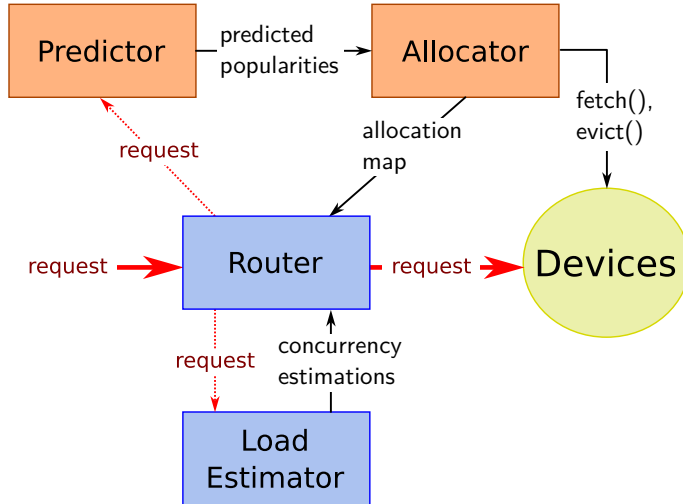 Predictor
predicted
popularities
Allocator
fetch(),
evict()
request
allocation
map
request
Router
request
Devices
request
concurrency
estimations
Load
Estimator